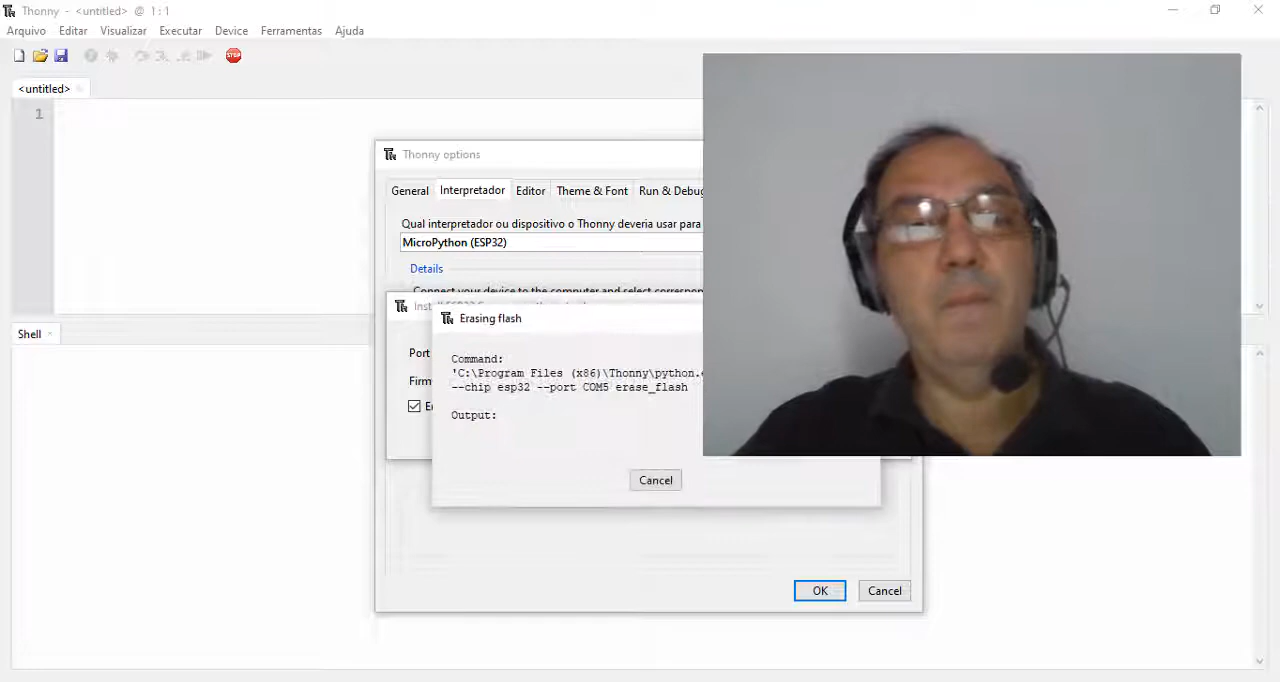 Thonny - <untitled> @ 1:1
Arquivo Editar Visualizar Executar Device Ferramentas Ajuda
STOP
<untitled>
1
Thonny options
General Interpretador Editor Theme & Font Run & Debug
Qual interpretador ou dispositivo o Thonny deveria usar para
MicroPython (ESP32)
Details
Connect your device to the computer and select
Erasing flash
Shell
Port
Command:
'C:\Program Files (x86)\Thonny\python.e
--chip esp32 --port COM5 erase_flash
Output:
Cancel
OK Cancel